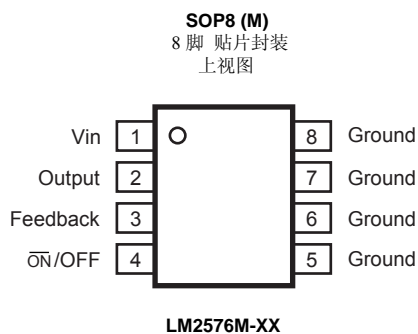 SOP8 (M)
8 脚 贴片封装
上视图
Vin 1 8 Ground
Output 2 7 Ground
Feedback 3 6 Ground
O̅N̅/OFF 4 5 Ground
LM2576M-XX